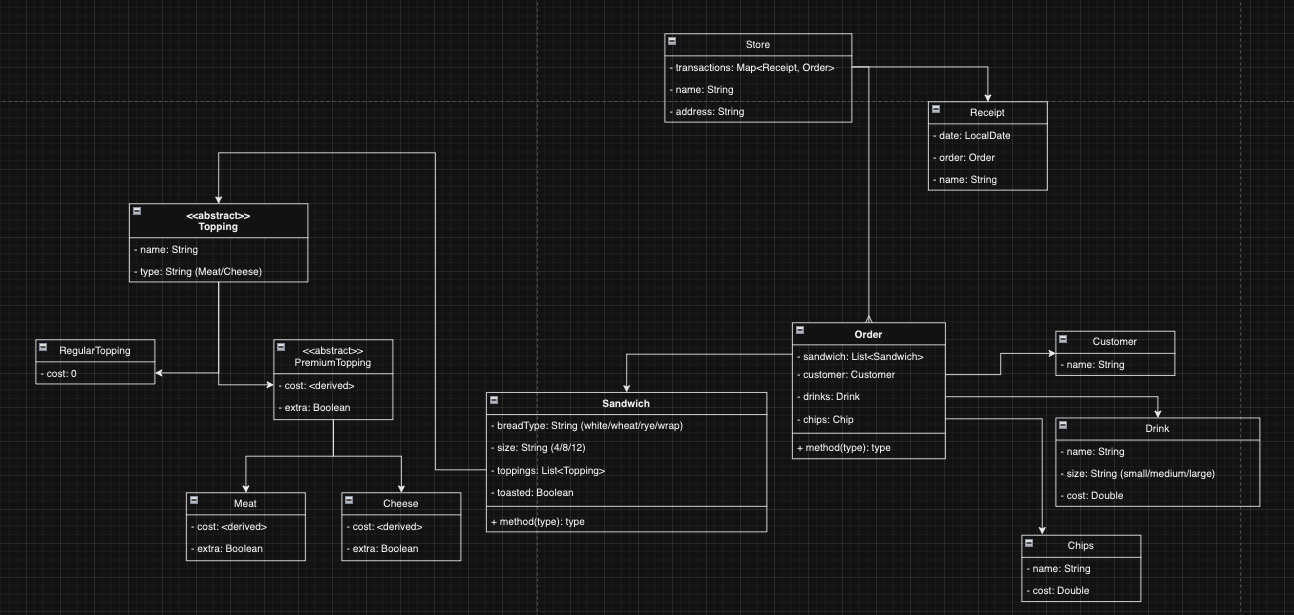 Store
- transactions: Map<Receipt, Order>
- name: String
- address: String
Receipt
- date: LocalDate
- order: Order
- name: String
<<abstract>>
Topping
- name: String
- type: String (Meat/Cheese)
RegularTopping
- cost: 0
<<abstract>>
PremiumTopping
- cost: <derived>
- extra: Boolean
Meat
- cost: <derived>
- extra: Boolean
Cheese
- cost: <derived>
- extra: Boolean
Sandwich
- breadType: String (white/wheat/rye/wrap)
- size: String (4/8/12)
- toppings: List<Topping>
- toasted: Boolean
+ method(type): type
Order
- sandwich: List<Sandwich>
- customer: Customer
- drinks: Drink
- chips: Chip
+ method(type): type
Customer
- name: String
Drink
- name: String
- size: String (small/medium/large)
- cost: Double
Chips
- name: String
- cost: Double